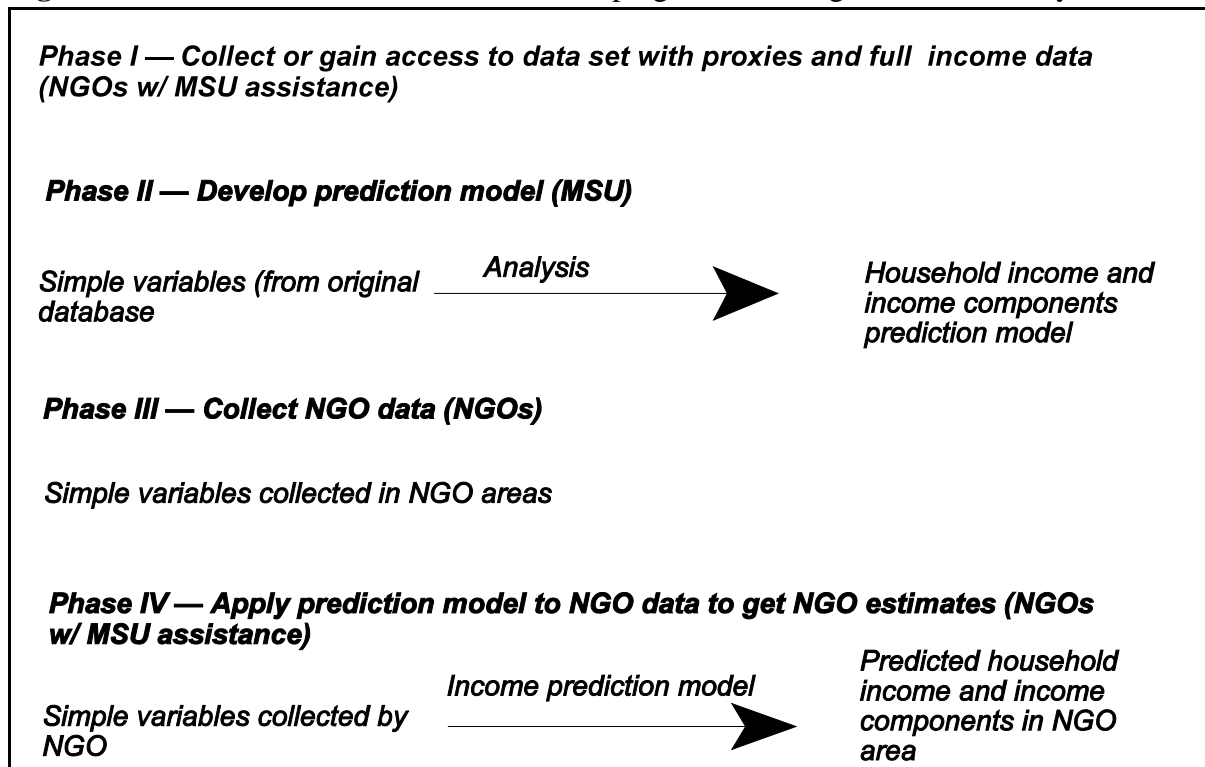 Phase I — Collect or gain access to data set with proxies and full income data
(NGOs w/ MSU assistance)
Phase II — Develop prediction model (MSU)
Simple variables (from original
database
Analysis
Household income and
income components
prediction model
Phase III — Collect NGO data (NGOs)
Simple variables collected in NGO areas
Phase IV — Apply prediction model to NGO data to get NGO estimates (NGOs
w/ MSU assistance)
Simple variables collected by
NGO
Income prediction model
Predicted household
income and income
components in NGO
area